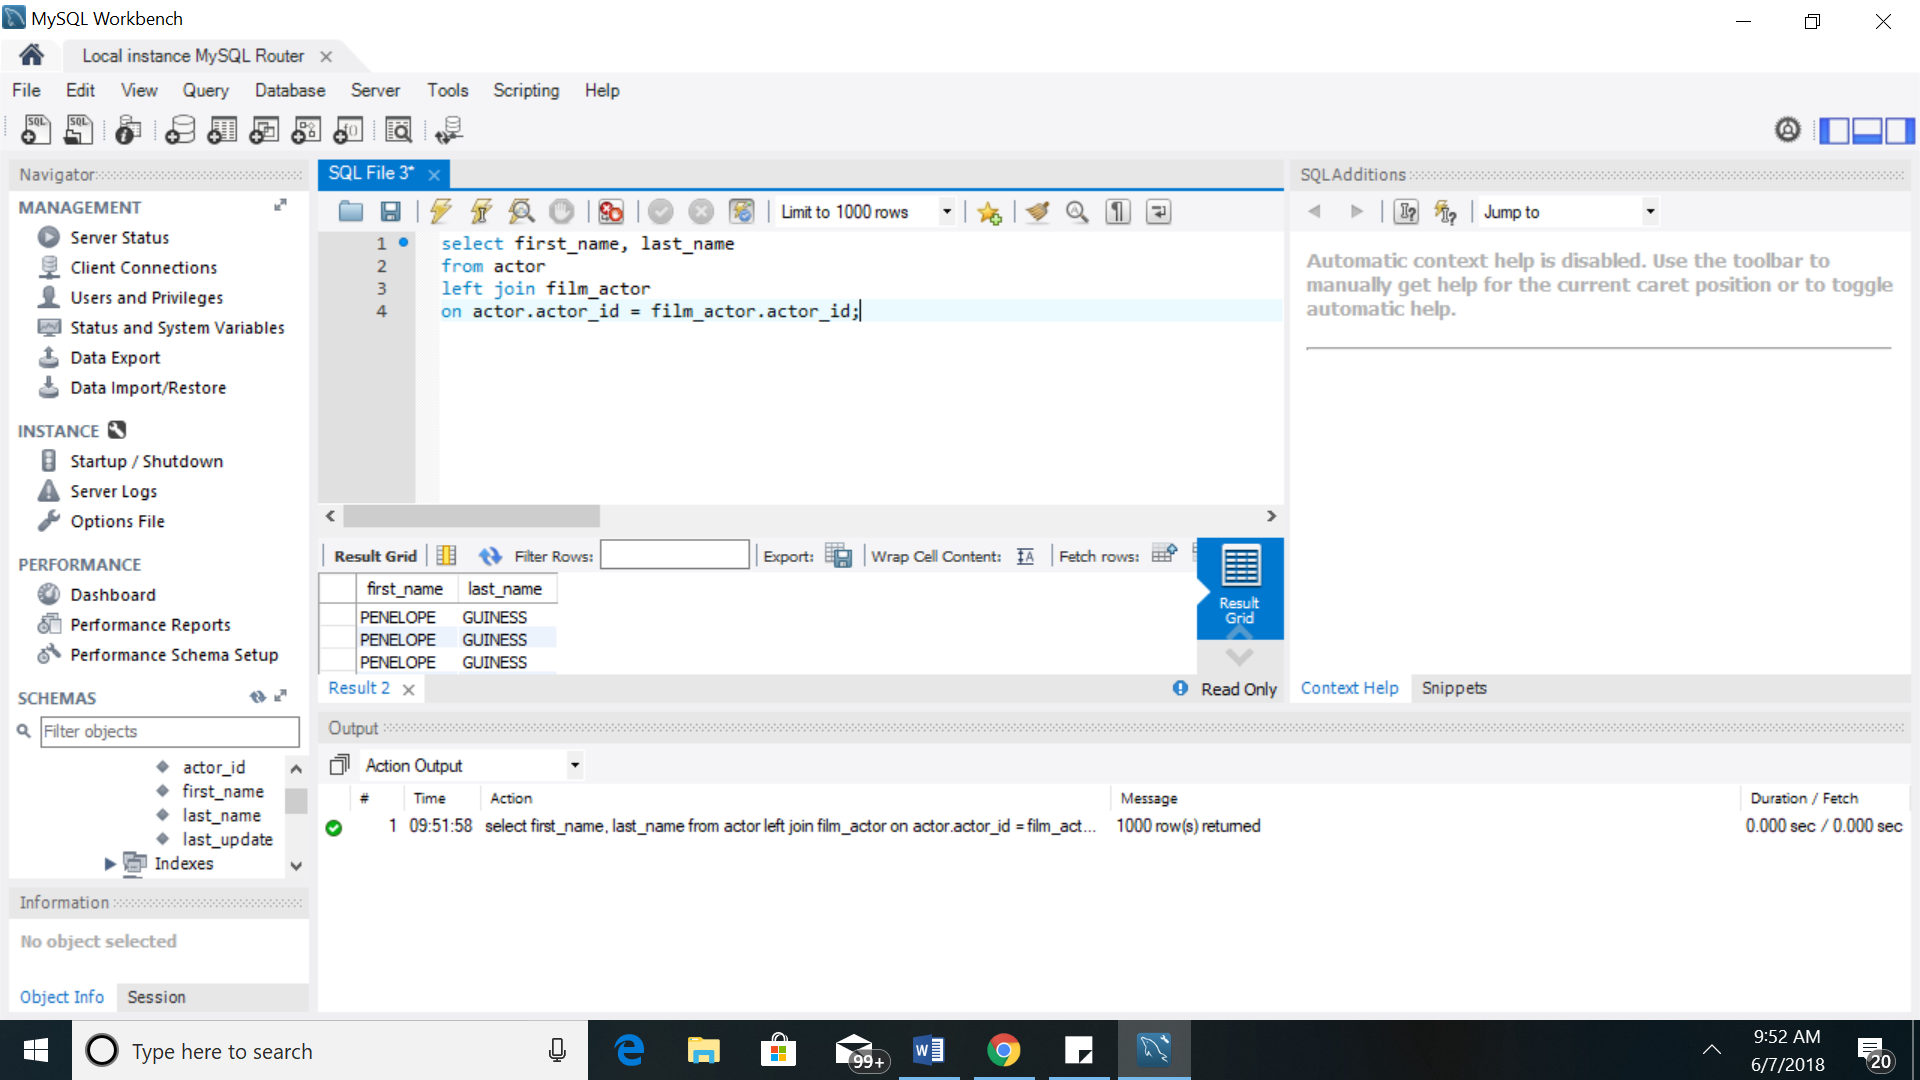 MySQL Workbench
Local instance MySQL Router
File Edit View Query Database Server Tools Scripting Help
Navigator
MANAGEMENT
Server Status
Client Connections
Users and Privileges
Status and System Variables
Data Export
Data Import/Restore
INSTANCE
Startup / Shutdown
Server Logs
Options File
PERFORMANCE
Dashboard
Performance Reports
Performance Schema Setup
SCHEMAS
Filter objects
actor_id
first_name
last_name
last_update
Indexes
Information
No object selected
Object Info Session
SQL File 3*
Limit to 1000 rows
1 select first_name, last_name
2 from actor
3 left join film_actor
4 on actor.actor_id = film_actor.actor_id;
Result Grid Filter Rows: Export: Wrap Cell Content: Fetch rows:
first_name last_name
PENELOPE GUINESS
PENELOPE GUINESS
PENELOPE GUINESS
Result
Grid
Result 2 Read Only
SQLAdditions
Jump to
Automatic context help is disabled. Use the toolbar to
manually get help for the current caret position or to toggle
automatic help.
Context Help Snippets
Output
Action Output
# Time Action Message Duration / Fetch
1 09:51:58 select first_name, last_name from actor left join film_actor on actor.actor_id = film_act... 1000 row(s) returned 0.000 sec / 0.000 sec
Type here to search
99+
9:52 AM
6/7/2018
20